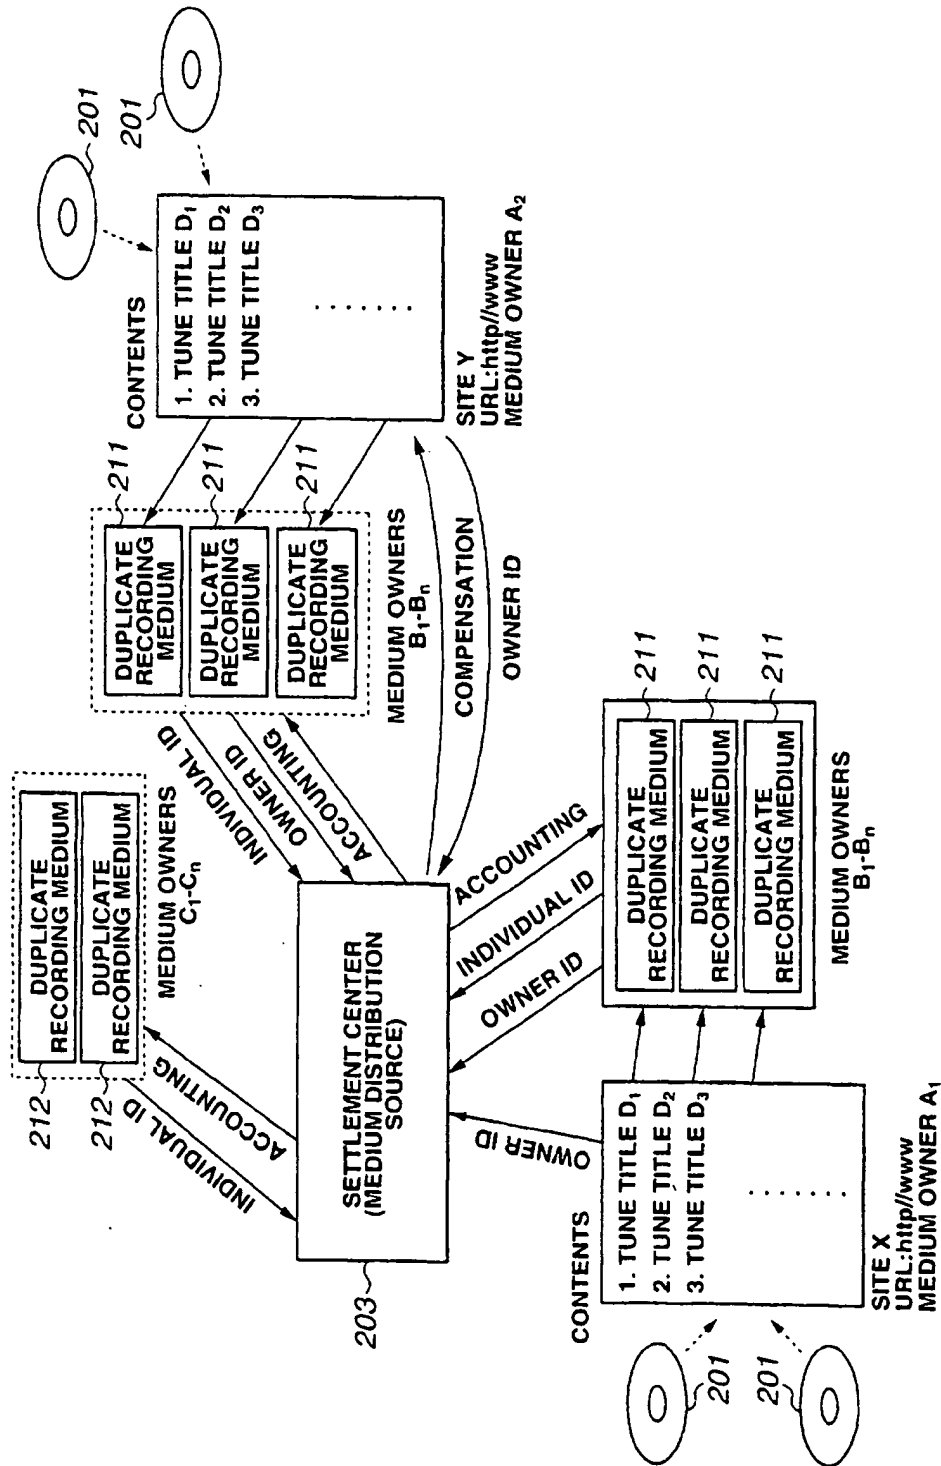 201
201
CONTENTS
1. TUNE TITLE D1
2. TUNE TITLE D2
3. TUNE TITLE D3
. . . . . . .
SITE Y
URL:http//www
MEDIUM OWNER A2
211
211
211
DUPLICATE
RECORDING
MEDIUM
DUPLICATE
RECORDING
MEDIUM
DUPLICATE
RECORDING
MEDIUM
MEDIUM OWNERS
B1-Bn
COMPENSATION
OWNER ID
INDIVIDUAL ID
OWNER ID
ACCOUNTING
DUPLICATE
RECORDING MEDIUM
DUPLICATE
RECORDING MEDIUM
212
212
MEDIUM OWNERS
C1-Cn
ACCOUNTING
INDIVIDUAL ID
SETTLEMENT CENTER
(MEDIUM DISTRIBUTION
SOURCE)
203
ACCOUNTING
INDIVIDUAL ID
OWNER ID
OWNER ID
211
211
211
DUPLICATE
RECORDING MEDIUM
DUPLICATE
RECORDING MEDIUM
DUPLICATE
RECORDING MEDIUM
MEDIUM OWNERS
B1-Bn
CONTENTS
1. TUNE TITLE D1
2. TUNE TITLE D2
3. TUNE TITLE D3
. . . . . . . .
SITE X
URL:http//www
MEDIUM OWNER A1
201
201